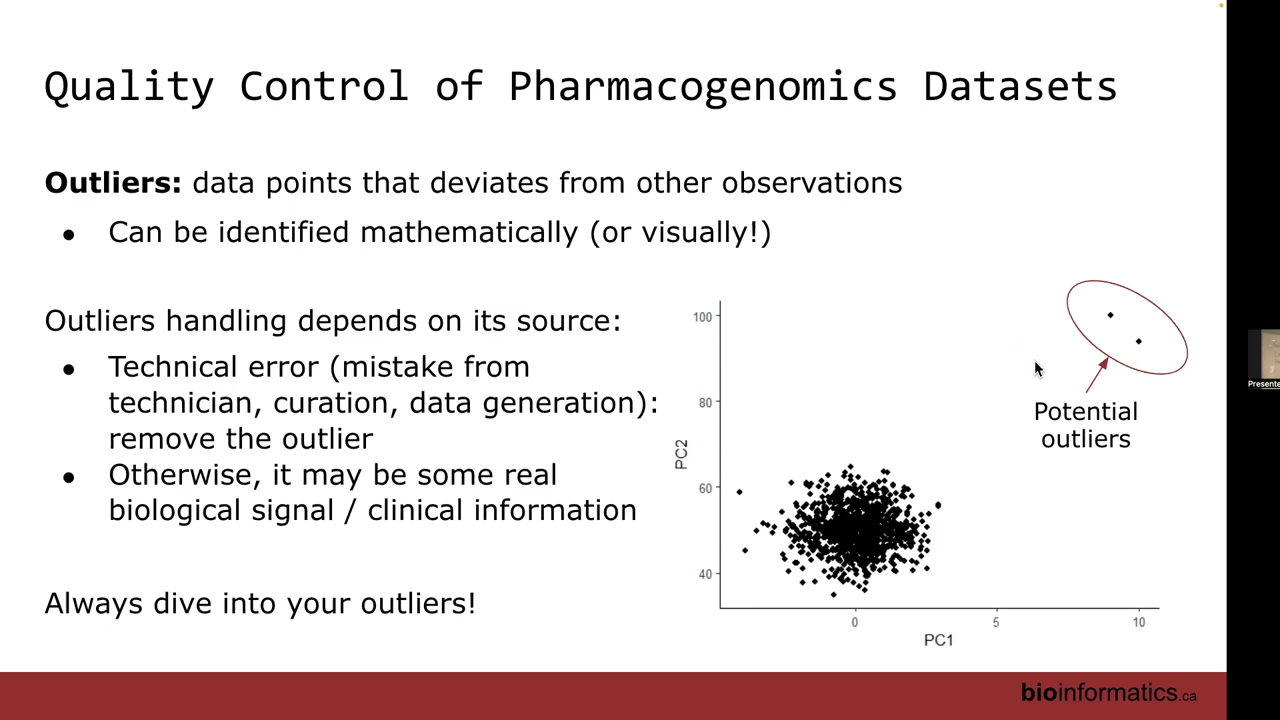 Quality Control of Pharmacogenomics Datasets
Outliers: data points that deviates from other observations
● Can be identified mathematically (or visually!)
Outliers handling depends on its source:
● Technical error (mistake from
technician, curation, data generation):
remove the outlier
● Otherwise, it may be some real
biological signal / clinical information
Always dive into your outliers!
100
80
60
40
PC2
0
5
10
PC1
Potential
outliers
Presente
bioinformatics.ca